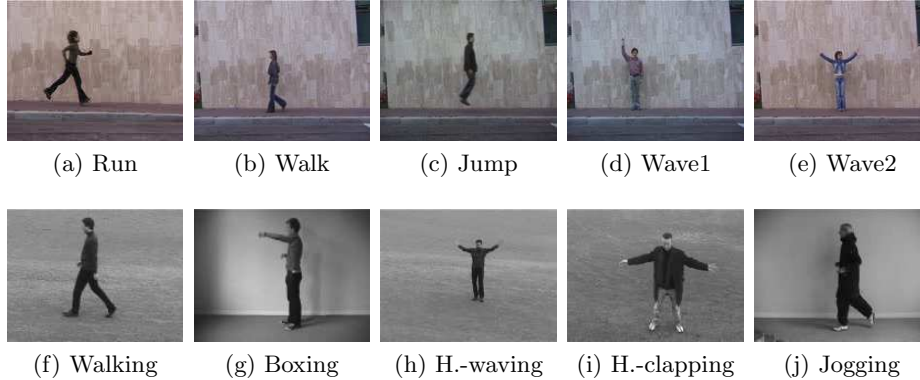 (a) Run (b) Walk (c) Jump (d) Wave1 (e) Wave2
(f) Walking (g) Boxing (h) H.-waving (i) H.-clapping (j) Jogging